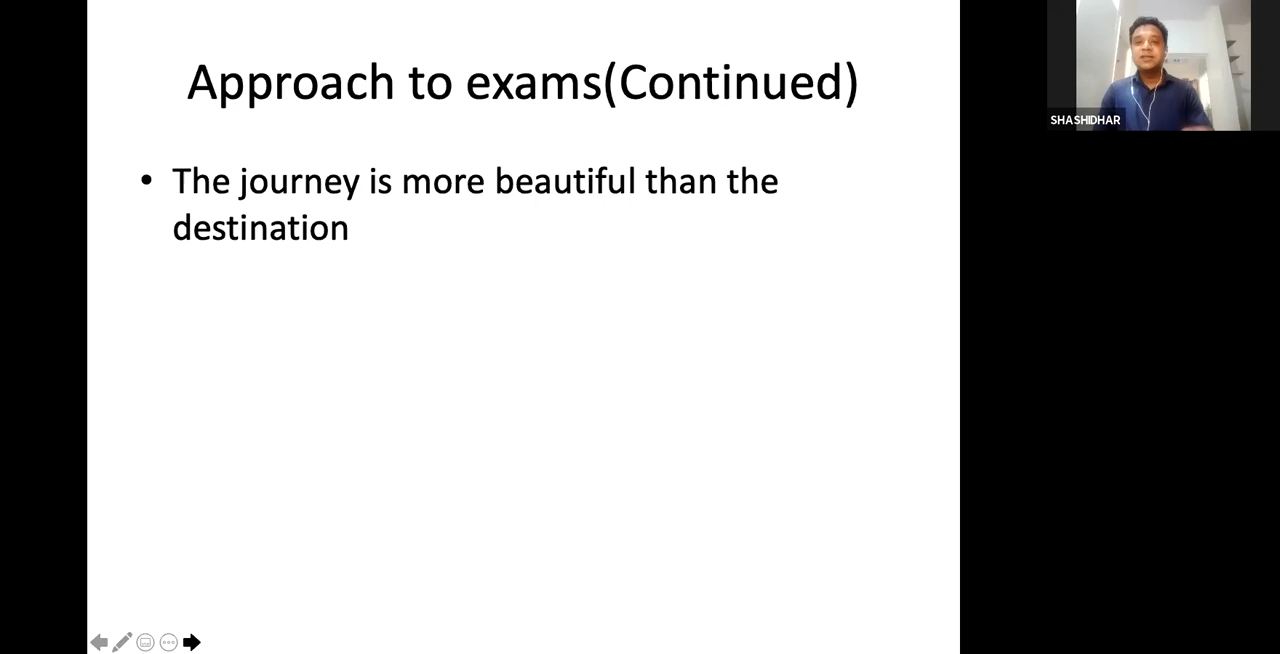 Approach to exams(Continued)
• The journey is more beautiful than the
destination
SHASHIDHAR